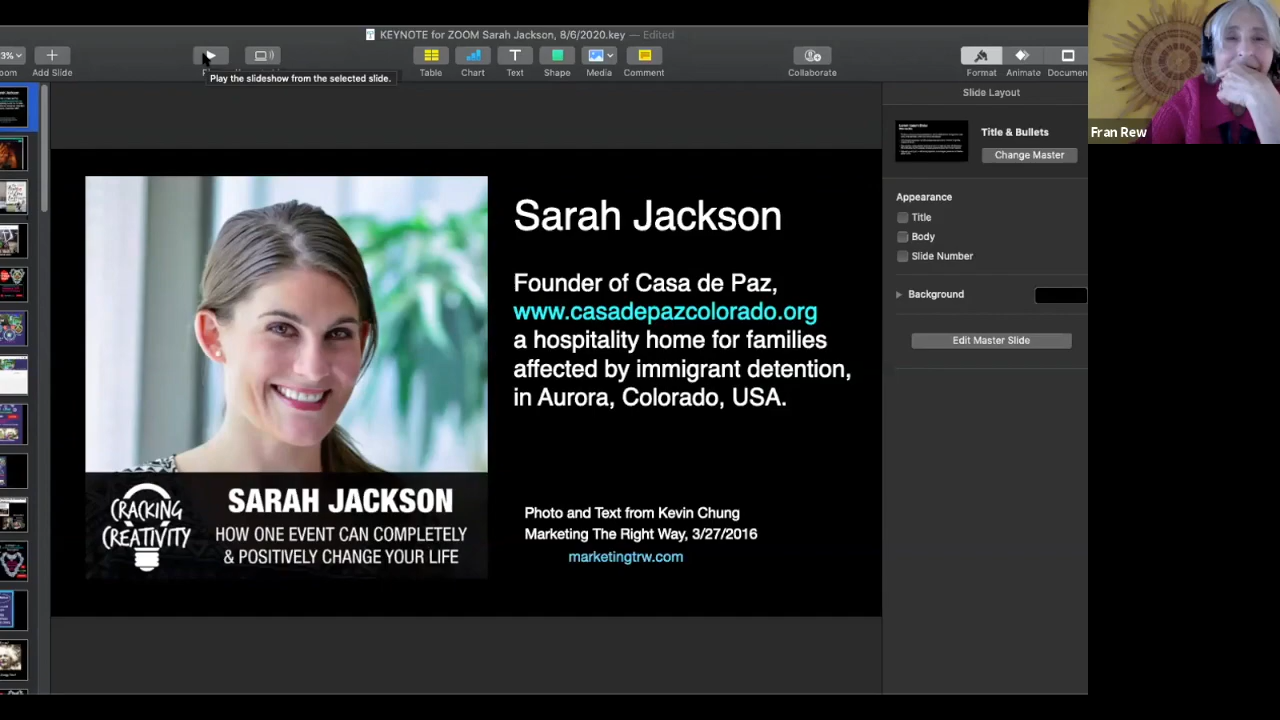 KEYNOTE for ZOOM Sarah Jackson, 8/6/2020.key — Edited
3%
Add Slide
Table
Chart
Text
Shape
Media
Comment
Collaborate
Format
Animate
Documen
Play the slideshow from the selected slide.
Fran Rew
Slide Layout
Title & Bullets
Change Master
Appearance
Title
Body
Slide Number
Background
Edit Master Slide
Sarah Jackson
Founder of Casa de Paz,
www.casadepazcolorado.org
a hospitality home for families
affected by immigrant detention,
in Aurora, Colorado, USA.
CRACKING
CREATIVITY
SARAH JACKSON
HOW ONE EVENT CAN COMPLETELY
& POSITIVELY CHANGE YOUR LIFE
Photo and Text from Kevin Chung
Marketing The Right Way, 3/27/2016
marketingtrw.com